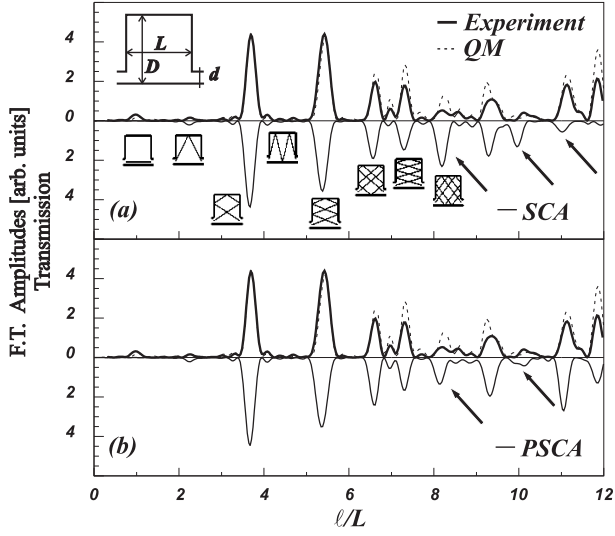 F.T. Amplitudes [arb. units]
Transmission
4
2
0
2
4
L
D
d
Experiment
QM
(a)
SCA
4
2
0
2
4
(b)
PSCA
0 2 4 6 8 10 12
ℓ/L